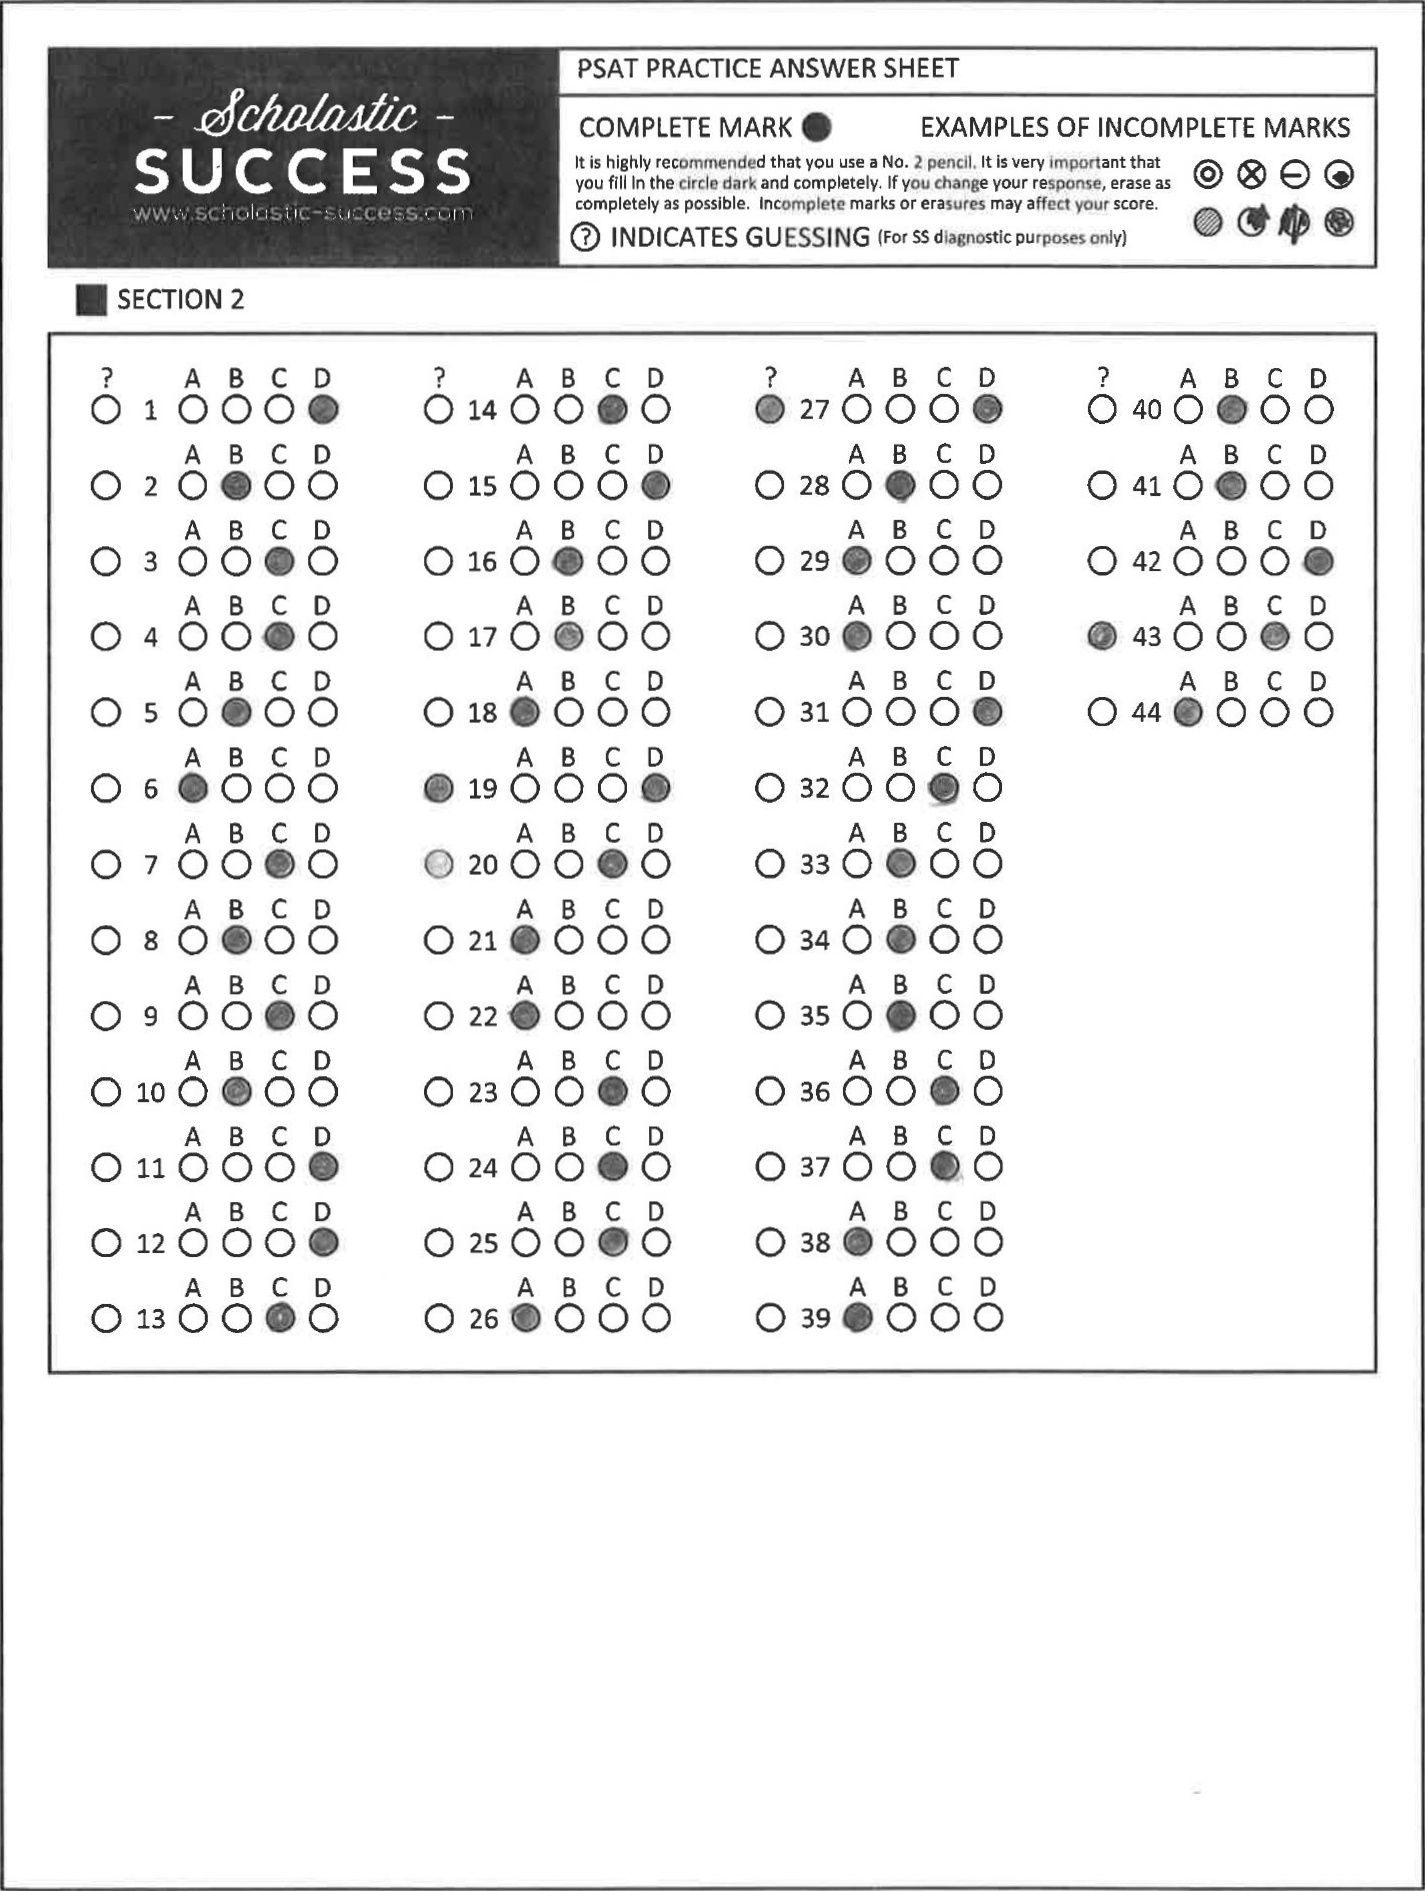 - Scholastic -
SUCCESS
www.scholastic-success.com
PSAT PRACTICE ANSWER SHEET
COMPLETE MARK EXAMPLES OF INCOMPLETE MARKS
It is highly recommended that you use a No. 2 pencil. It is very important that
you fill in the circle dark and completely. If you change your response, erase as
completely as possible. Incomplete marks or erasures may affect your score.
? INDICATES GUESSING (For SS diagnostic purposes only)
SECTION 2
? A B C D
1
A B C D
2
A B C D
3
A B C D
4
A B C D
5
A B C D
6
A B C D
7
A B C D
8
A B C D
9
A B C D
10
A B C D
11
A B C D
12
A B C D
13
? A B C D
14
A B C D
15
A B C D
16
A B C D
17
A B C D
18
A B C D
19
A B C D
20
A B C D
21
A B C D
22
A B C D
23
A B C D
24
A B C D
25
A B C D
26
? A B C D
27
A B C D
28
A B C D
29
A B C D
30
A B C D
31
A B C D
32
A B C D
33
A B C D
34
A B C D
35
A B C D
36
A B C D
37
A B C D
38
A B C D
39
? A B C D
40
A B C D
41
A B C D
42
A B C D
43
A B C D
44